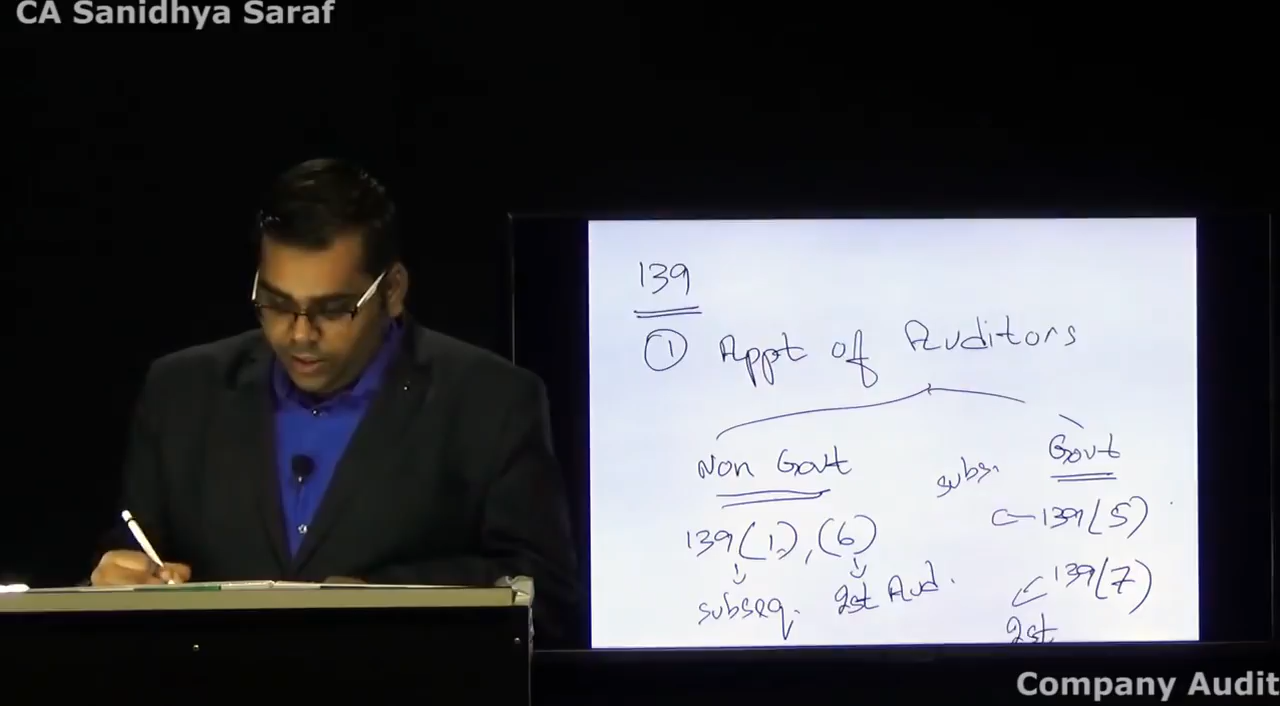 CA Sanidhya Saraf
139
① Appt of Auditors
Non Govt
Govt
subs.
139(1), (6)
139(5)
subseq. 1st Aud.
139(7)
1st
Company Audit